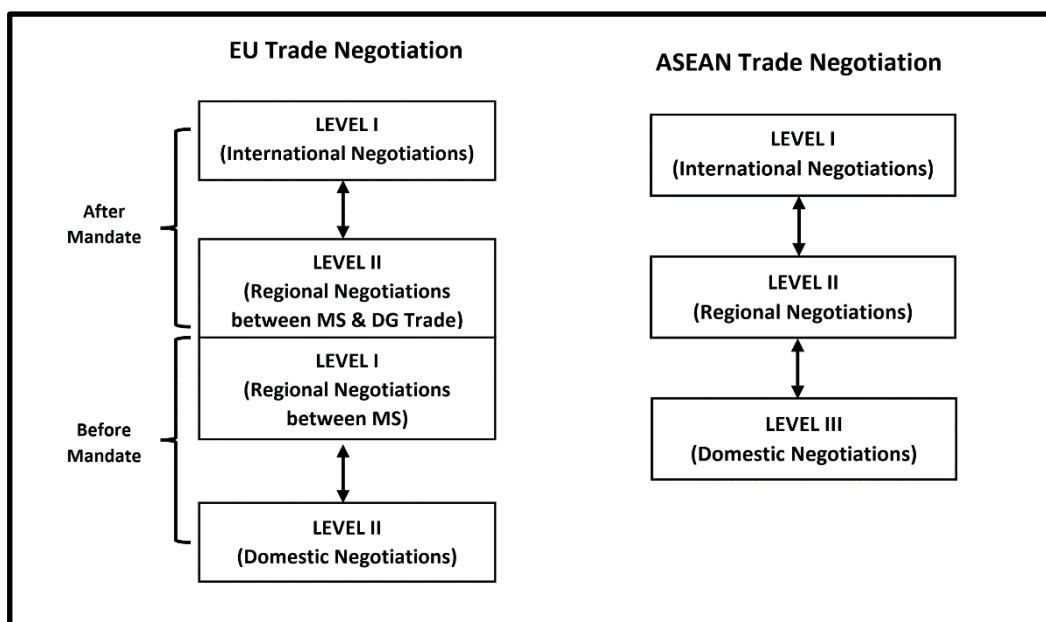 EU Trade Negotiation
LEVEL I
(International Negotiations)
After
Mandate
LEVEL II
(Regional Negotiations
between MS & DG Trade)
LEVEL I
(Regional Negotiations
between MS)
Before
Mandate
LEVEL II
(Domestic Negotiations)
ASEAN Trade Negotiation
LEVEL I
(International Negotiations)
LEVEL II
(Regional Negotiations)
LEVEL III
(Domestic Negotiations)